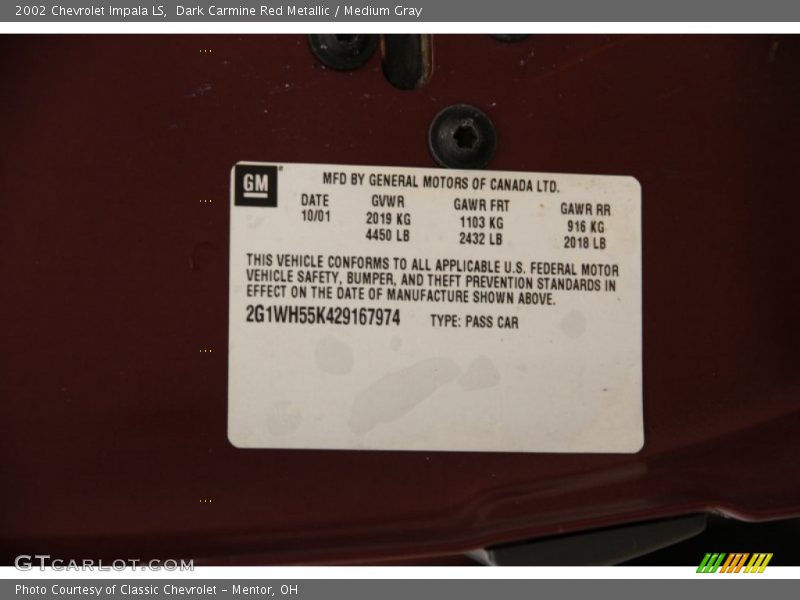 2002 Chevrolet Impala LS, Dark Carmine Red Metallic / Medium Gray
GM
MFD BY GENERAL MOTORS OF CANADA LTD.
DATE GVWR GAWR FRT GAWR RR
10/01 2019 KG 1103 KG 916 KG
4450 LB 2432 LB 2018 LB
THIS VEHICLE CONFORMS TO ALL APPLICABLE U.S. FEDERAL MOTOR
VEHICLE SAFETY, BUMPER, AND THEFT PREVENTION STANDARDS IN
EFFECT ON THE DATE OF MANUFACTURE SHOWN ABOVE.
2G1WH55K429167974 TYPE: PASS CAR
GTCARLOT.COM
Photo Courtesy of Classic Chevrolet - Mentor, OH